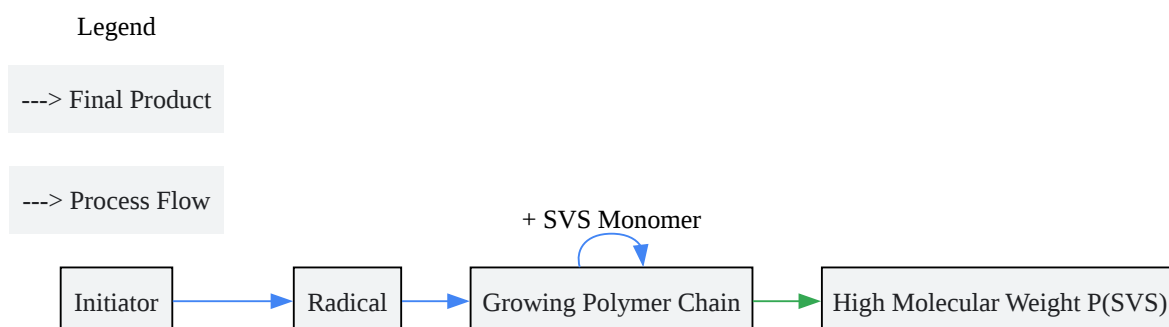 Legend
---> Final Product
---> Process Flow
+ SVS Monomer
Initiator
Radical
Growing Polymer Chain
High Molecular Weight P(SVS)